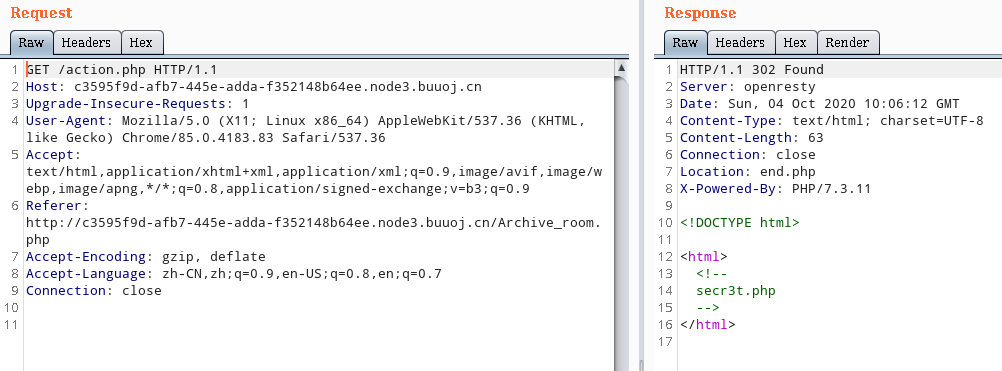 Request
Raw Headers Hex
1 GET /action.php HTTP/1.1
2 Host: c3595f9d-afb7-445e-adda-f352148b64ee.node3.buuoj.cn
3 Upgrade-Insecure-Requests: 1
4 User-Agent: Mozilla/5.0 (X11; Linux x86_64) AppleWebKit/537.36 (KHTML,
like Gecko) Chrome/85.0.4183.83 Safari/537.36
5 Accept:
text/html,application/xhtml+xml,application/xml;q=0.9,image/avif,image/w
ebp,image/apng,*/*;q=0.8,application/signed-exchange;v=b3;q=0.9
6 Referer:
http://c3595f9d-afb7-445e-adda-f352148b64ee.node3.buuoj.cn/Archive_room.
php
7 Accept-Encoding: gzip, deflate
8 Accept-Language: zh-CN,zh;q=0.9,en-US;q=0.8,en;q=0.7
9 Connection: close
10
11
Response
Raw Headers Hex Render
1 HTTP/1.1 302 Found
2 Server: openresty
3 Date: Sun, 04 Oct 2020 10:06:12 GMT
4 Content-Type: text/html; charset=UTF-8
5 Content-Length: 63
6 Connection: close
7 Location: end.php
8 X-Powered-By: PHP/7.3.11
9
10 <!DOCTYPE html>
11
12 <html>
13 <!--
14 secr3t.php
15 -->
16 </html>
17